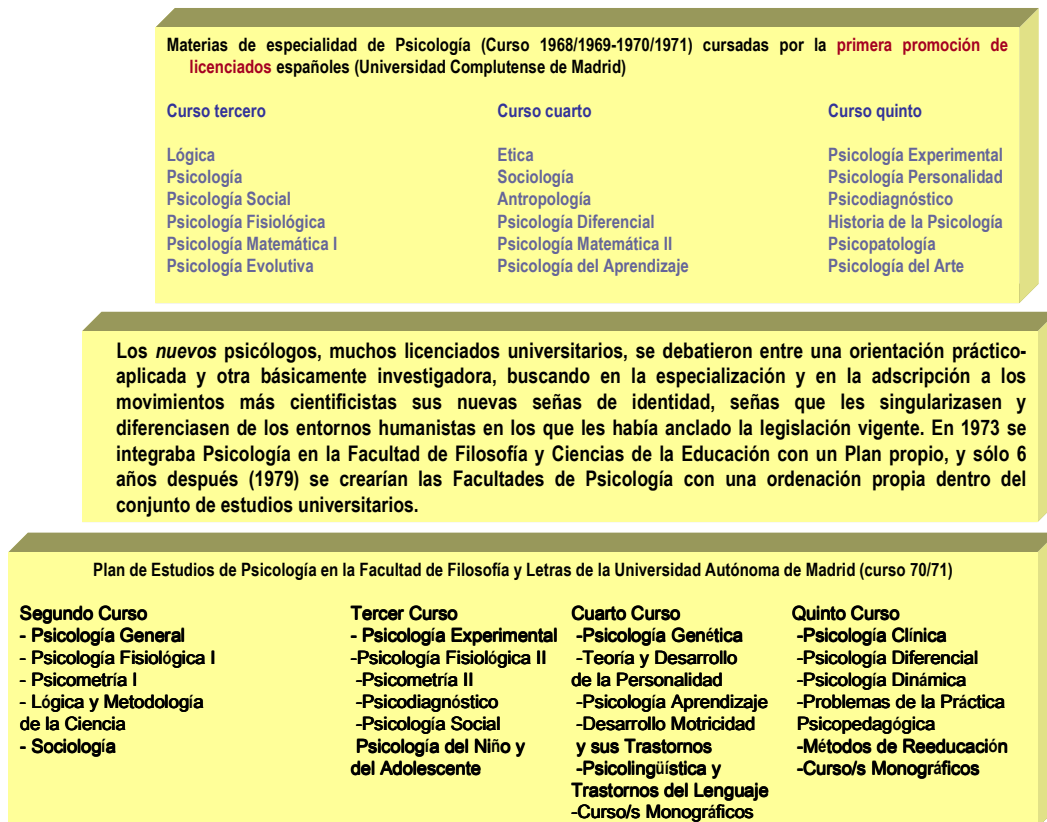 Materias de especialidad de Psicología (Curso 1968/1969-1970/1971) cursadas por la primera promoción de
licenciados españoles (Universidad Complutense de Madrid)
Curso tercero
Lógica
Psicología
Psicología Social
Psicología Fisiológica
Psicología Matemática I
Psicología Evolutiva
Curso cuarto
Etica
Sociología
Antropología
Psicología Diferencial
Psicología Matemática II
Psicología del Aprendizaje
Curso quinto
Psicología Experimental
Psicología Personalidad
Psicodiagnóstico
Historia de la Psicología
Psicopatología
Psicología del Arte
Los nuevos psicólogos, muchos licenciados universitarios, se debatieron entre una orientación práctico-
aplicada y otra básicamente investigadora, buscando en la especialización y en la adscripción a los
movimientos más cientificistas sus nuevas señas de identidad, señas que les singularizasen y
diferenciasen de los entornos humanistas en los que les había anclado la legislación vigente. En 1973 se
integraba Psicología en la Facultad de Filosofía y Ciencias de la Educación con un Plan propio, y sólo 6
años después (1979) se crearían las Facultades de Psicología con una ordenación propia dentro del
conjunto de estudios universitarios.
Plan de Estudios de Psicología en la Facultad de Filosofía y Letras de la Universidad Autónoma de Madrid (curso 70/71)
Segundo Curso
- Psicología General
- Psicología Fisiológica I
- Psicometría I
- Lógica y Metodología
de la Ciencia
- Sociología
Tercer Curso
- Psicología Experimental
-Psicología Fisiológica II
-Psicometría II
-Psicodiagnóstico
-Psicología Social
Psicología del Niño y
del Adolescente
Cuarto Curso
-Psicología Genética
-Teoría y Desarrollo
de la Personalidad
-Psicología Aprendizaje
-Desarrollo Motricidad
y sus Trastornos
-Psicolingüística y
Trastornos del Lenguaje
-Curso/s Monográficos
Quinto Curso
-Psicología Clínica
-Psicología Diferencial
-Psicología Dinámica
-Problemas de la Práctica
Psicopedagógica
-Métodos de Reeducación
-Curso/s Monográficos